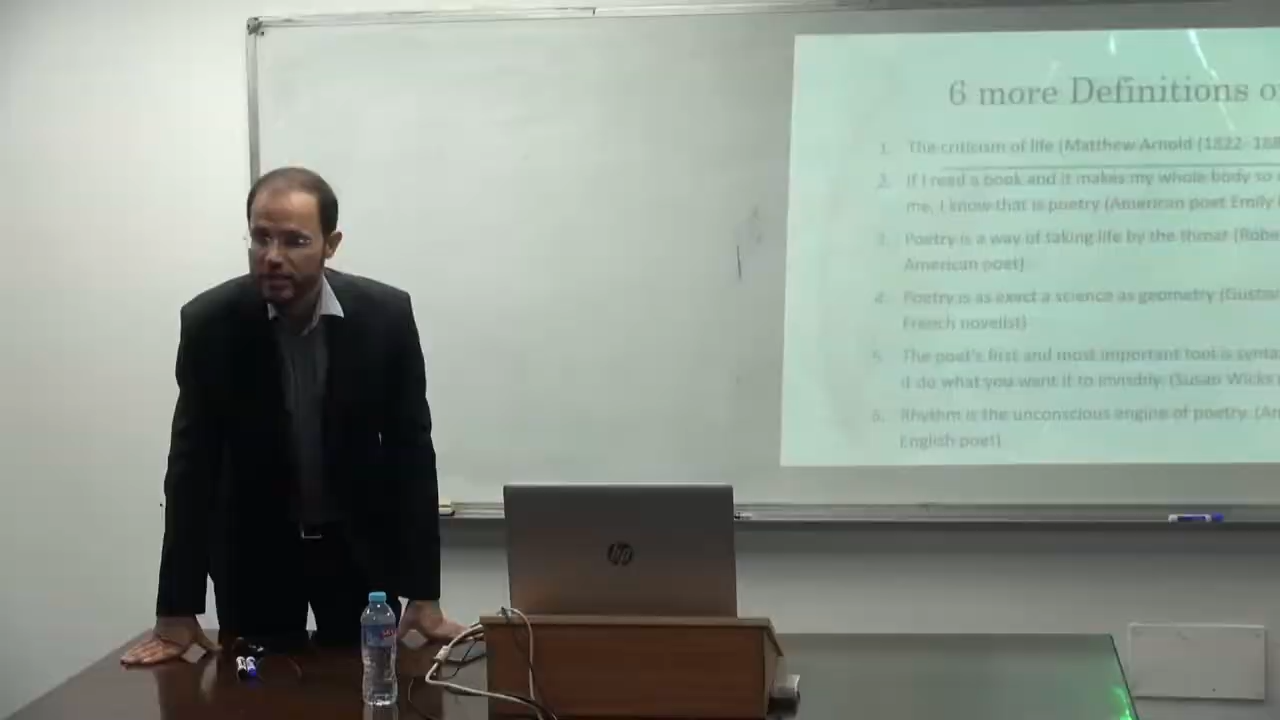 6 more Definitions o
1. The criticism of life (Matthew Arnold (1822- 188
2. If I read a book and it makes my whole body so
me, I know that is poetry (American poet Emily
3. Poetry is a way of taking life by the throat (Robe
American poet)
4. Poetry is as exact a science as geometry (Gustav
French novelist)
5. The poet's first and most important tool is synta
it do what you want it to invisibly. (Susan Wicks
6. Rhythm is the unconscious engine of poetry. (An
English poet)
hp